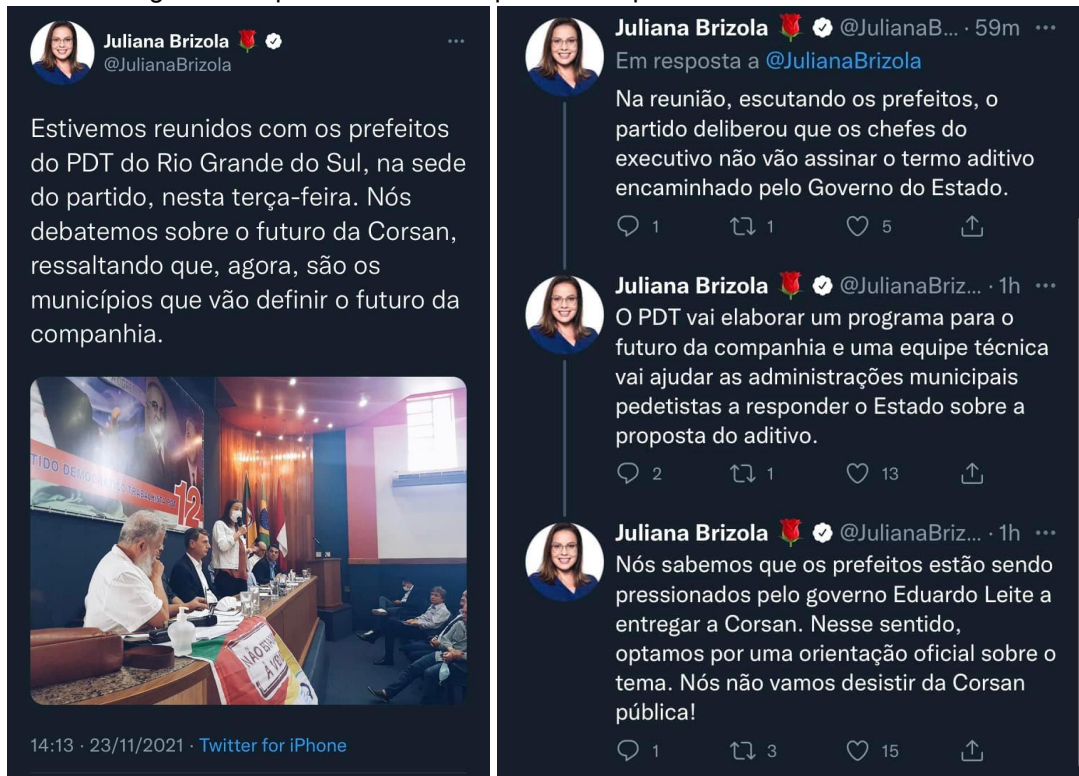 Juliana Brizola
@JulianaBrizola
Estivemos reunidos com os prefeitos
do PDT do Rio Grande do Sul, na sede
do partido, nesta terça-feira. Nós
debatemos sobre o futuro da Corsan,
ressaltando que, agora, são os
municípios que vão definir o futuro da
companhia.
12
NÃO
14:13 · 23/11/2021 · Twitter for iPhone
Juliana Brizola @JulianaB... · 59m
Em resposta a @JulianaBrizola
Na reunião, escutando os prefeitos, o
partido deliberou que os chefes do
executivo não vão assinar o termo aditivo
encaminhado pelo Governo do Estado.
1 1 5
Juliana Brizola @JulianaBriz... · 1h
O PDT vai elaborar um programa para o
futuro da companhia e uma equipe técnica
vai ajudar as administrações municipais
pedetistas a responder o Estado sobre a
proposta do aditivo.
2 1 13
Juliana Brizola @JulianaBriz... · 1h
Nós sabemos que os prefeitos estão sendo
pressionados pelo governo Eduardo Leite a
entregar a Corsan. Nesse sentido,
optamos por uma orientação oficial sobre o
tema. Nós não vamos desistir da Corsan
pública!
1 3 15